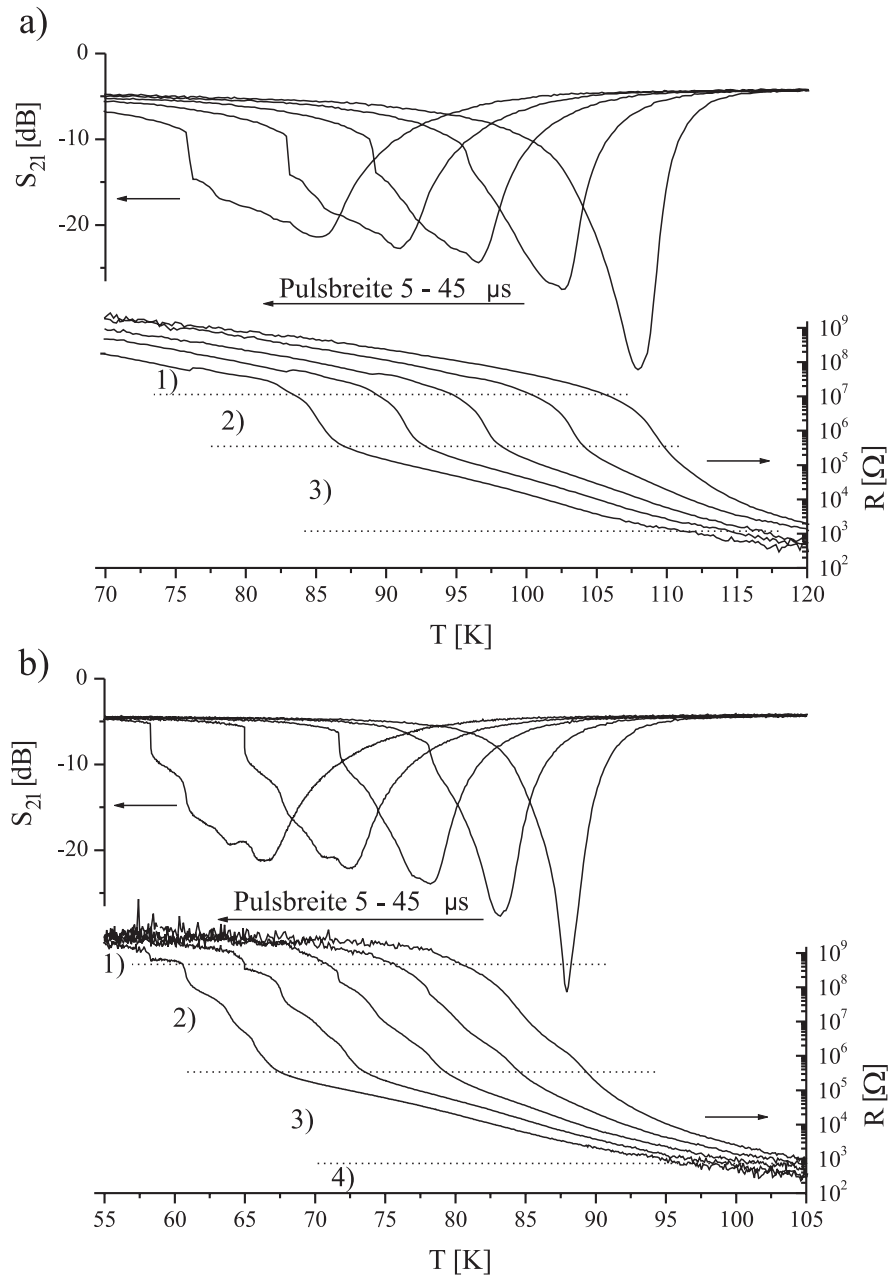 a)
0
-10
-20
S21 [dB]
Pulsbreite 5 - 45 µs
1)
2)
3)
10^9
10^8
10^7
10^6
10^5
10^4
10^3
10^2
R [Ω]
70 75 80 85 90 95 100 105 110 115 120
T [K]
b)
0
-10
-20
S21 [dB]
Pulsbreite 5 - 45 µs
1)
2)
3)
4)
10^9
10^8
10^7
10^6
10^5
10^4
10^3
10^2
R [Ω]
55 60 65 70 75 80 85 90 95 100 105
T [K]